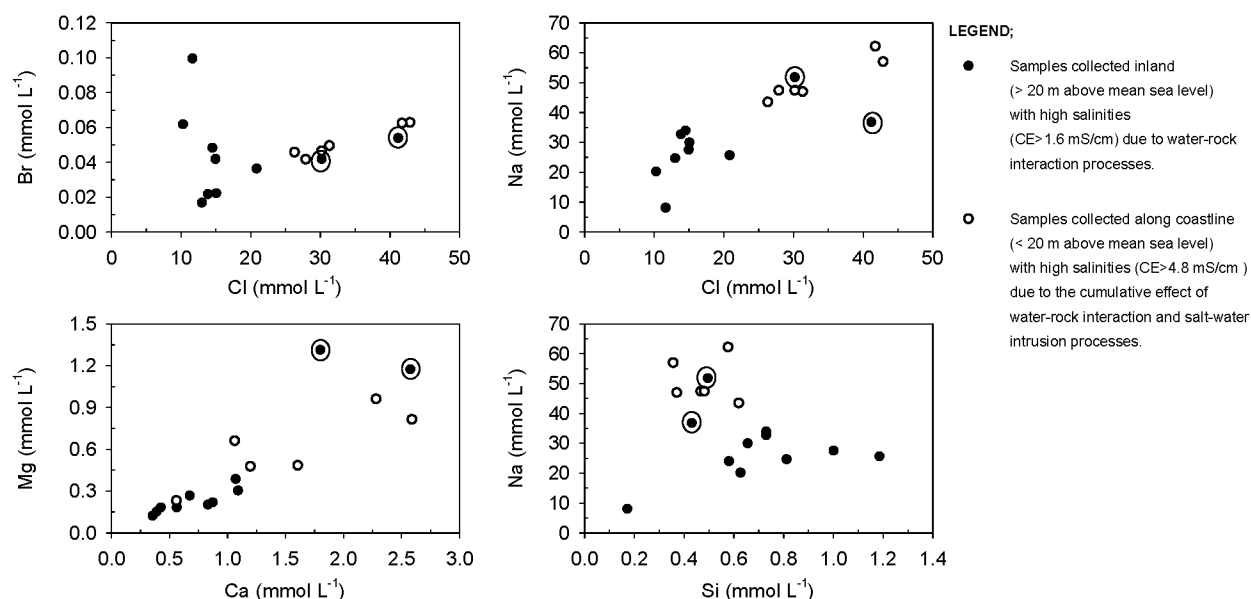 0.12
0.10
0.08
0.06
0.04
0.02
0.00
Br (mmol L⁻¹)
0 10 20 30 40 50
Cl (mmol L⁻¹)
70
60
50
40
30
20
10
0
Na (mmol L⁻¹)
0 10 20 30 40 50
Cl (mmol L⁻¹)
LEGEND;
Samples collected inland
(> 20 m above mean sea level)
with high salinities
(CE> 1.6 mS/cm) due to water-rock
interaction processes.
Samples collected along coastline
(< 20 m above mean sea level)
with high salinities (CE>4.8 mS/cm )
due to the cumulative effect of
water-rock interaction and salt-water
intrusion processes.
1.5
1.2
0.9
0.6
0.3
0.0
Mg (mmol L⁻¹)
0.0 0.5 1.0 1.5 2.0 2.5 3.0
Ca (mmol L⁻¹)
70
60
50
40
30
20
10
0
Na (mmol L⁻¹)
0.0 0.2 0.4 0.6 0.8 1.0 1.2 1.4
Si (mmol L⁻¹)